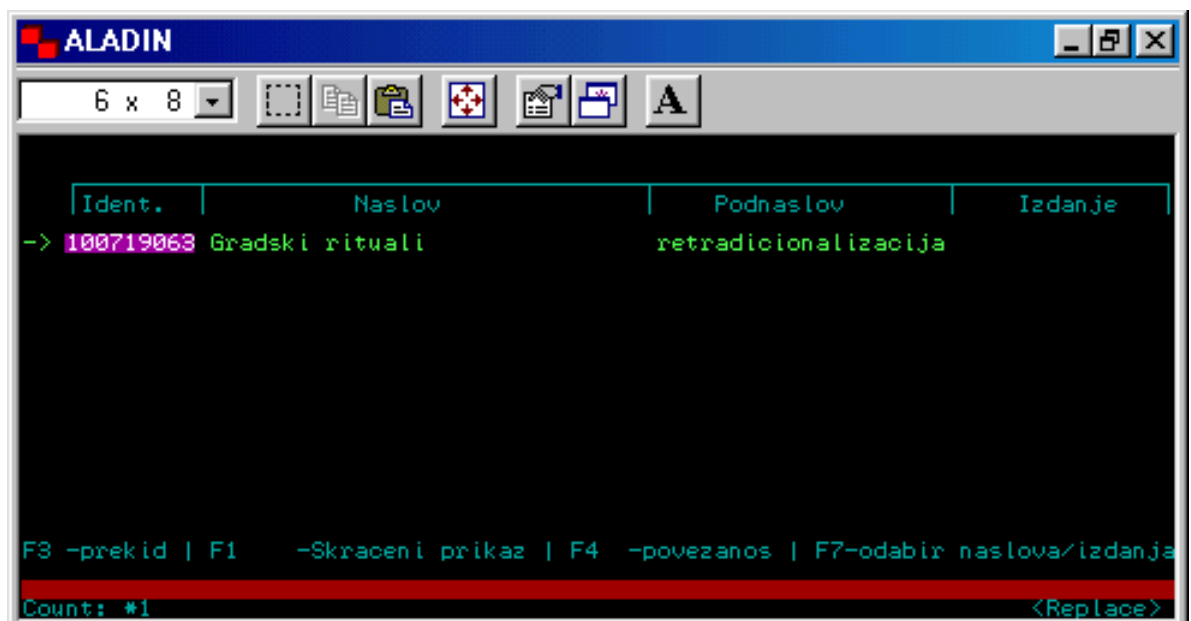 ALADIN
6 x 8 A
Ident. Naslov Podnaslov Izdanje
-> 100719063 Gradski rituali retradicionalizacija
F3 -prekid | F1 -Skraceni prikaz | F4 -povezanos | F7-odabir naslova/izdanja
Count: *1 <Replace>